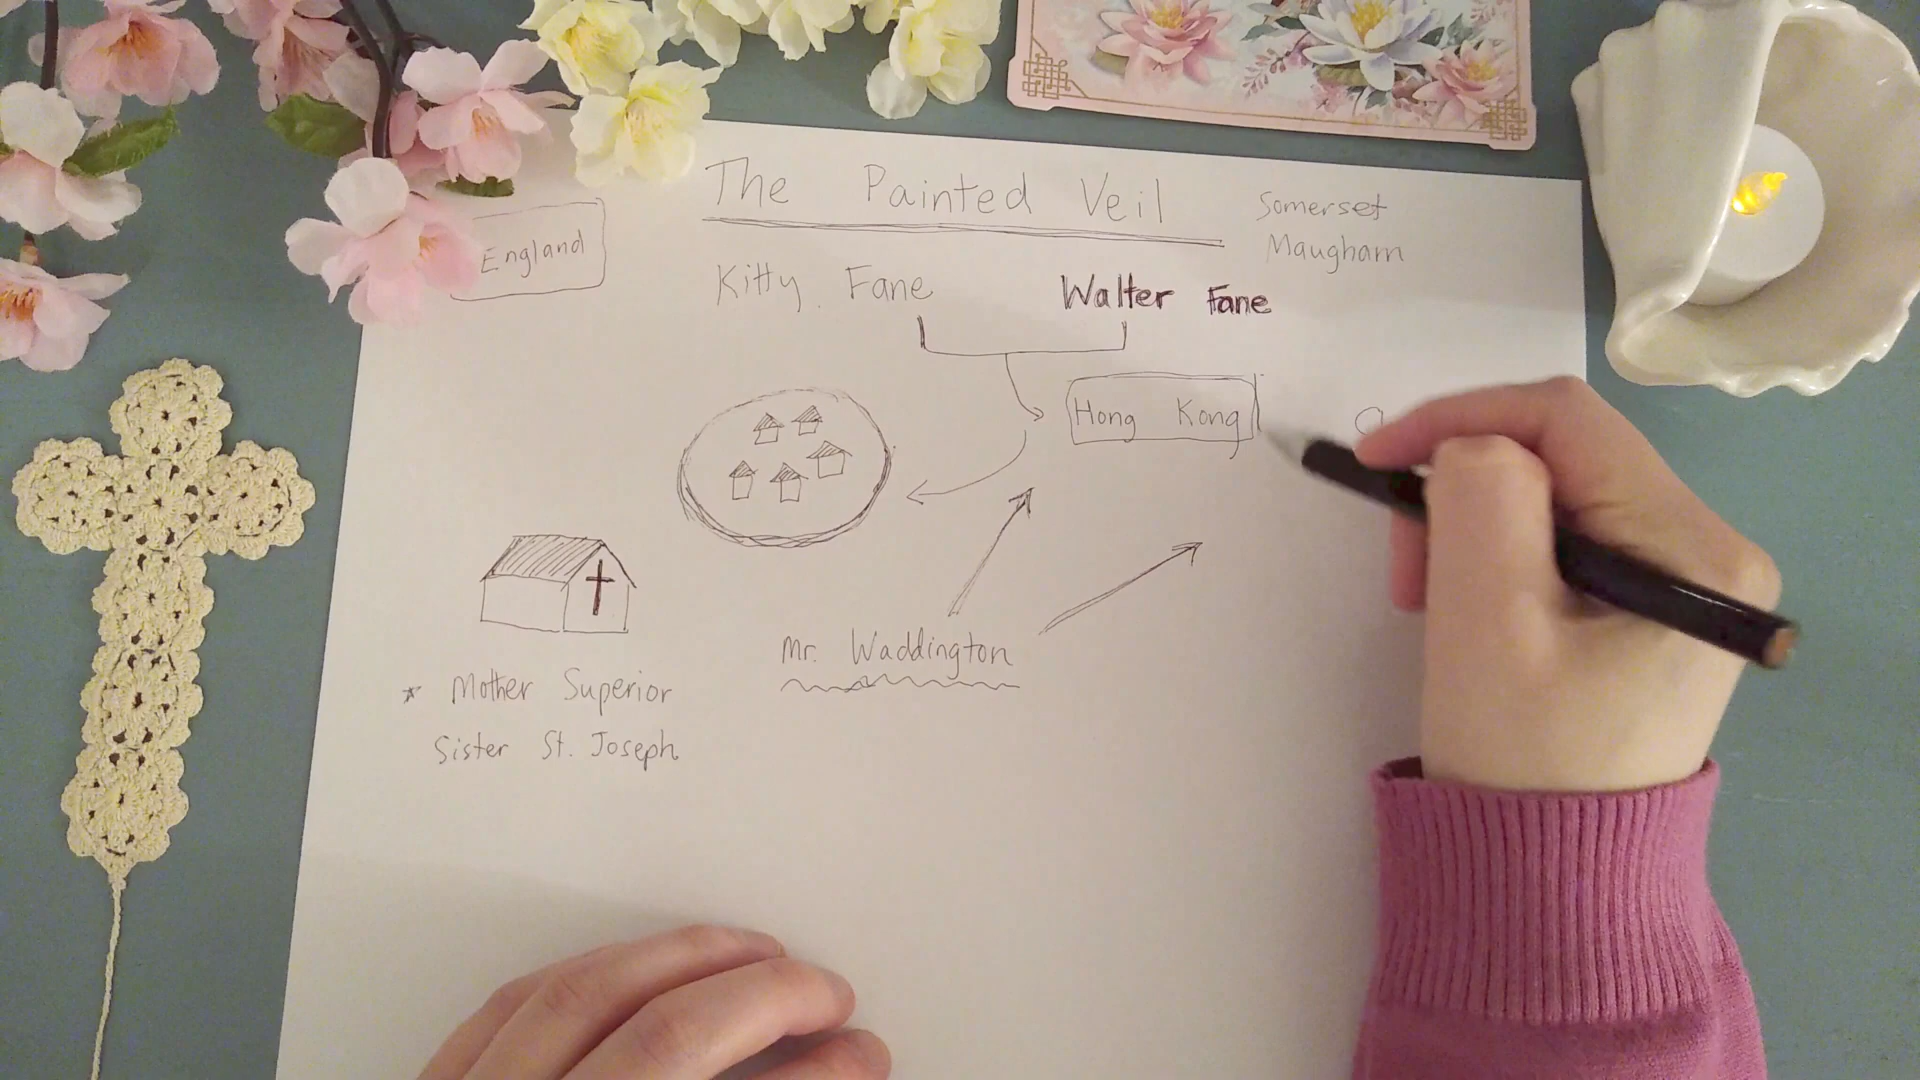 The Painted Veil
Somerset
Maugham
England
Kitty Fane
Walter Fane
Hong Kong
Mr. Waddington
* Mother Superior
Sister St. Joseph